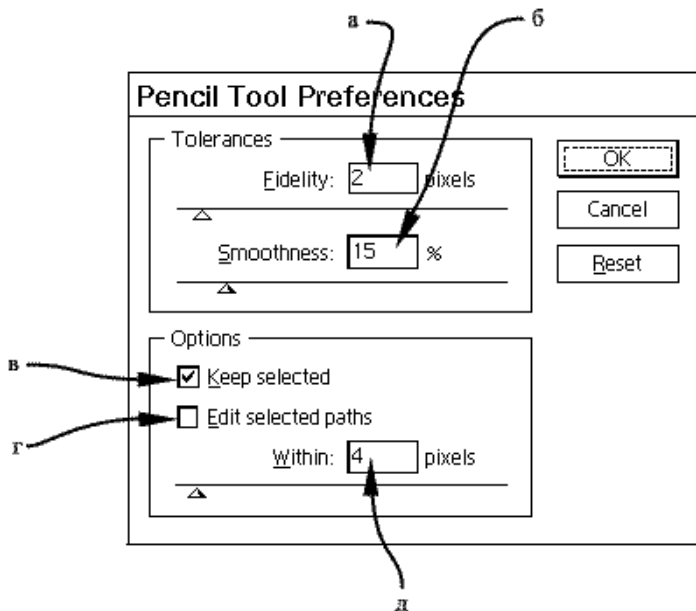 а
б
Pencil Tool Preferences
Tolerances
Fidelity: 2 pixels
OK
Cancel
Smoothness: 15 %
Reset
Options
в
Keep selected
г
Edit selected paths
Within: 4 pixels
д